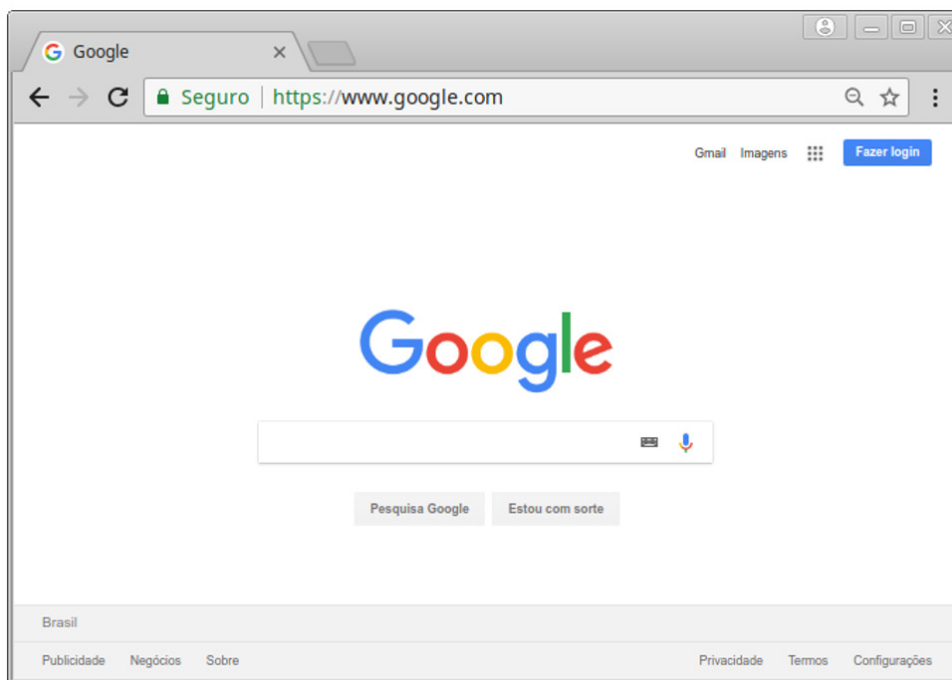 Google
Seguro https://www.google.com
Gmail Imagens Fazer login
Google
Pesquisa Google Estou com sorte
Brasil
Publicidade Negócios Sobre Privacidade Termos Configurações